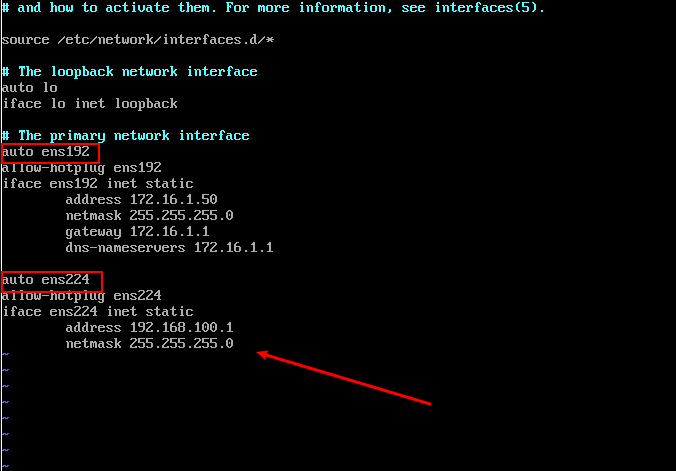 # and how to activate them. For more information, see interfaces(5).
source /etc/network/interfaces.d/*
# The loopback network interface
auto lo
iface lo inet loopback
# The primary network interface
auto ens192
allow-hotplug ens192
iface ens192 inet static
address 172.16.1.50
netmask 255.255.255.0
gateway 172.16.1.1
dns-nameservers 172.16.1.1
auto ens224
allow-hotplug ens224
iface ens224 inet static
address 192.168.100.1
netmask 255.255.255.0
~
~
~
~
~
~
~
~